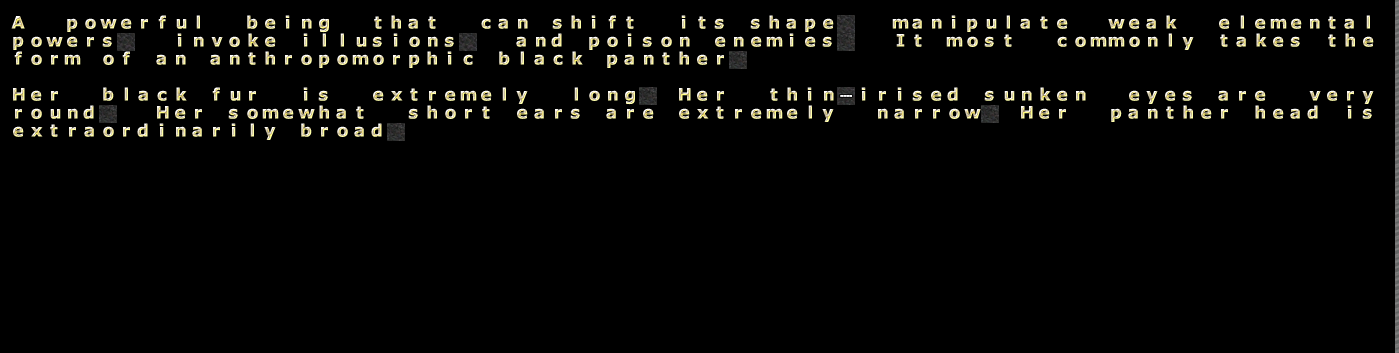 A powerful being that can shift its shape manipulate weak elemental
powers invoke illusions and poison enemies It most commonly takes the
form of an anthropomorphic black panther
Her black fur is extremely long Her thin-irised sunken eyes are very
round Her somewhat short ears are extremely narrow Her panther head is
extraordinarily broad